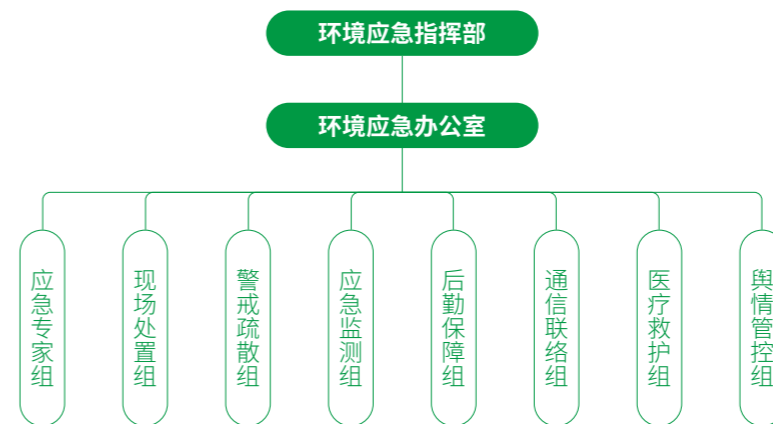 环境应急指挥部
环境应急办公室
应急专家组
现场处置组
警戒疏散组
应急监测组
后勤保障组
通信联络组
医疗救护组
舆情管控组